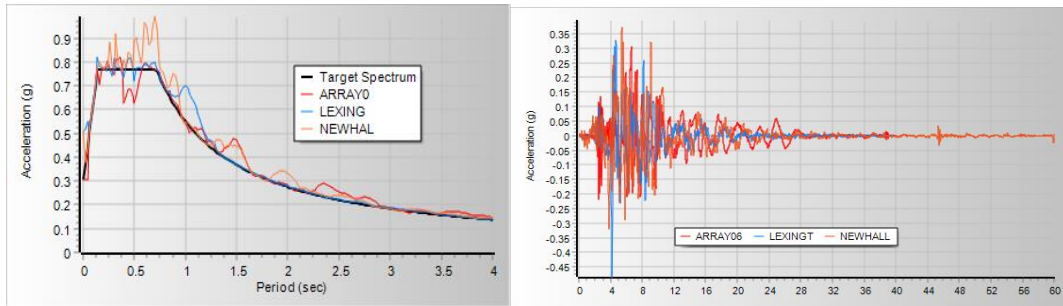 0.9
0.8
0.7
0.6
0.5
0.4
0.3
0.2
0.1
0
Acceleration (g)
Target Spectrum
ARRAY0
LEXING
NEWHAL
0 0.5 1 1.5 2 2.5 3 3.5 4
Period (sec)
0.35
0.3
0.25
0.2
0.15
0.1
0.05
0
-0.05
-0.1
-0.15
-0.2
-0.25
-0.3
-0.35
-0.4
-0.45
Acceleration (g)
ARRAY06 LEXINGT NEWHALL
0 4 8 12 16 20 24 28 32 36 40 44 48 52 56 60